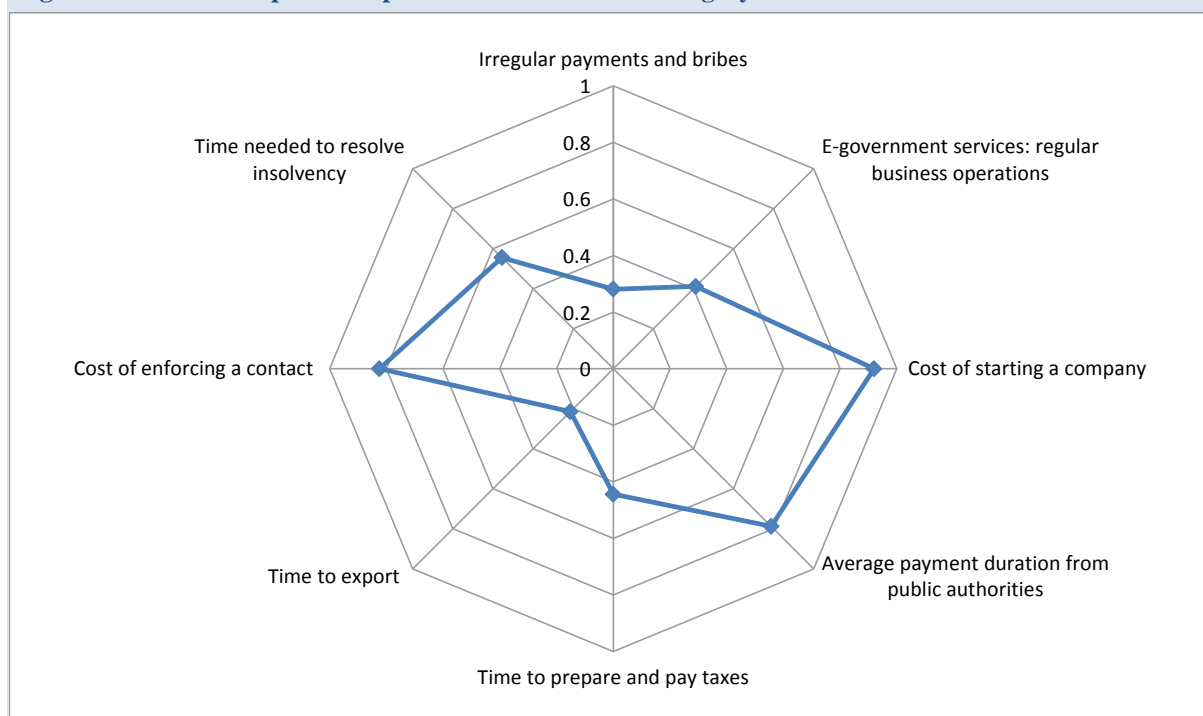 Irregular payments and bribes
1
Time needed to resolve
insolvency
E-government services: regular
business operations
0.8
0.6
0.4
0.2
0
Cost of enforcing a contact
Cost of starting a company
Average payment duration from
public authorities
Time to export
Time to prepare and pay taxes